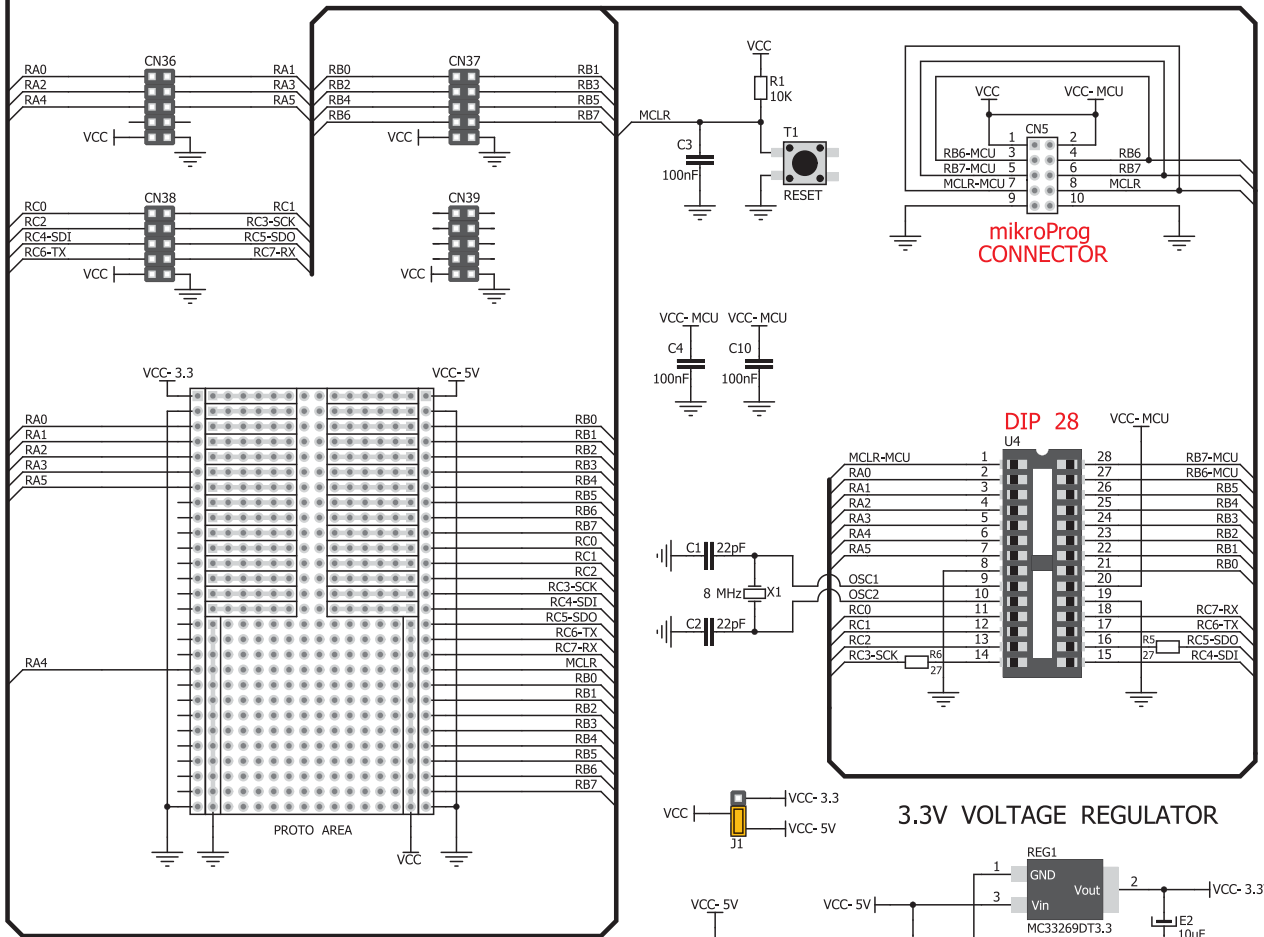 CN36
RA0 RA1
RA2 RA3
RA4 RA5
VCC
CN37
RB0 RB1
RB2 RB3
RB4 RB5
RB6 RB7
VCC
CN38
RC0 RC1
RC2 RC3-SCK
RC4-SDI RC5-SDO
RC6-TX RC7-RX
VCC
CN39
VCC
VCC
R1
10K
MCLR
C3
100nF
T1
RESET
VCC VCC-MCU
CN5
1 2
RB6-MCU 3 4 RB6
RB7-MCU 5 6 RB7
MCLR-MCU 7 8 MCLR
9 10
mikroProg
CONNECTOR
VCC-MCU VCC-MCU
C4 C10
100nF 100nF
VCC-3.3 VCC-5V
RA0 RB0
RA1 RB1
RA2 RB2
RA3 RB3
RA5 RB4
RB5
RB6
RB7
RC0
RC1
RC2
RC3-SCK
RC4-SDI
RC5-SDO
RC6-TX
RC7-RX
RA4 MCLR
RB0
RB1
RB2
RB3
RB4
RB5
RB6
RB7
PROTO AREA
VCC
DIP 28
U4
VCC-MCU
MCLR-MCU 1 28 RB7-MCU
RA0 2 27 RB6-MCU
RA1 3 26 RB5
RA2 4 25 RB4
RA3 5 24 RB3
RA4 6 23 RB2
RA5 7 22 RB1
8 21 RB0
OSC1 9 20
OSC2 10 19
RC0 11 18 RC7-RX
RC1 12 17 RC6-TX
RC2 13 16 R5 27 RC5-SDO
RC3-SCK R6 27 14 15 RC4-SDI
C1 22pF
8 MHz X1
C2 22pF
VCC VCC-3.3
VCC-5V
J1
3.3V VOLTAGE REGULATOR
REG1
1 GND
Vout 2 VCC-3.3
VCC-5V 3 Vin
MC33269DT3.3
E2
10uF
VCC-5V